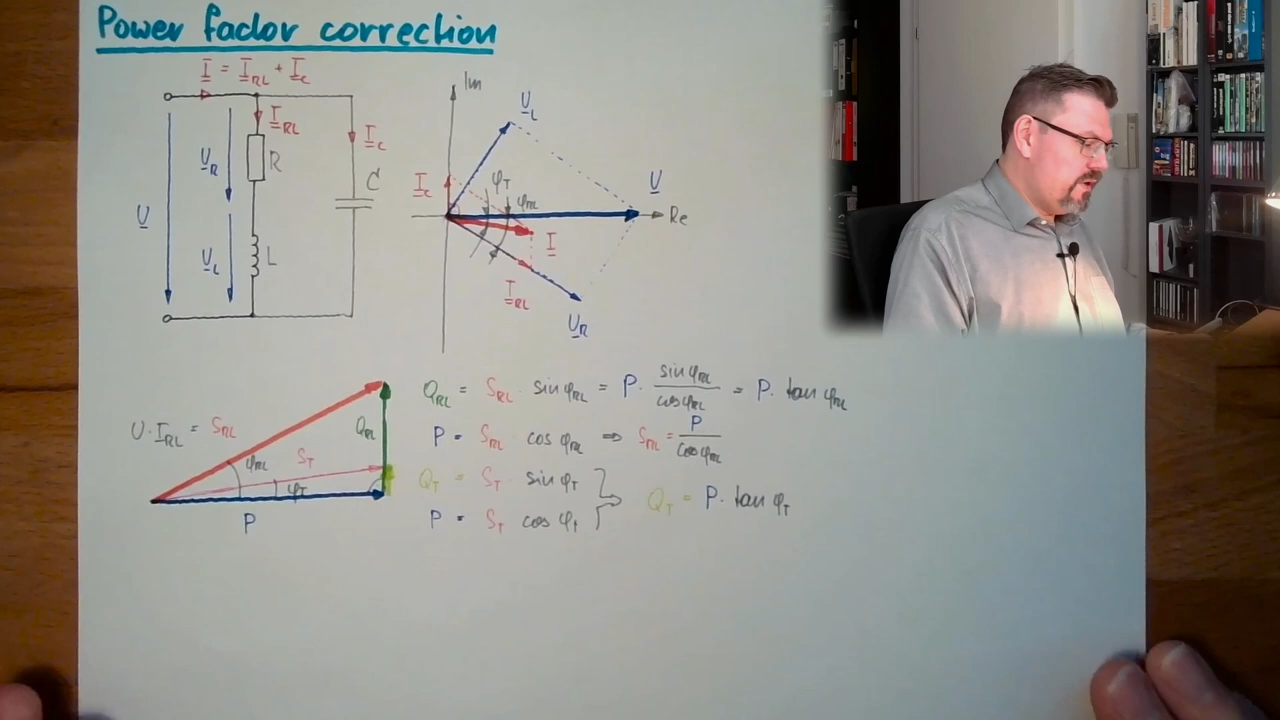 Power factor correction
I = I_RL + I_C
I_RL
I_C
U_R
R
C
U
U_L
L
Im
U_L
I_C
φ_T
φ_RL
U
Re
I
I_RL
U_R
U · I_RL = S_RL
Q_RL
φ_RL
S_T
φ_T
P
Q_RL = S_RL · sin φ_RL = P · sin φ_RL / cos φ_RL = P · tan φ_RL
P = S_RL cos φ_RL ⇒ S_RL = P / cos φ_RL
Q_T = S_T · sin φ_T
P = S_T cos φ_T
Q_T = P · tan φ_T